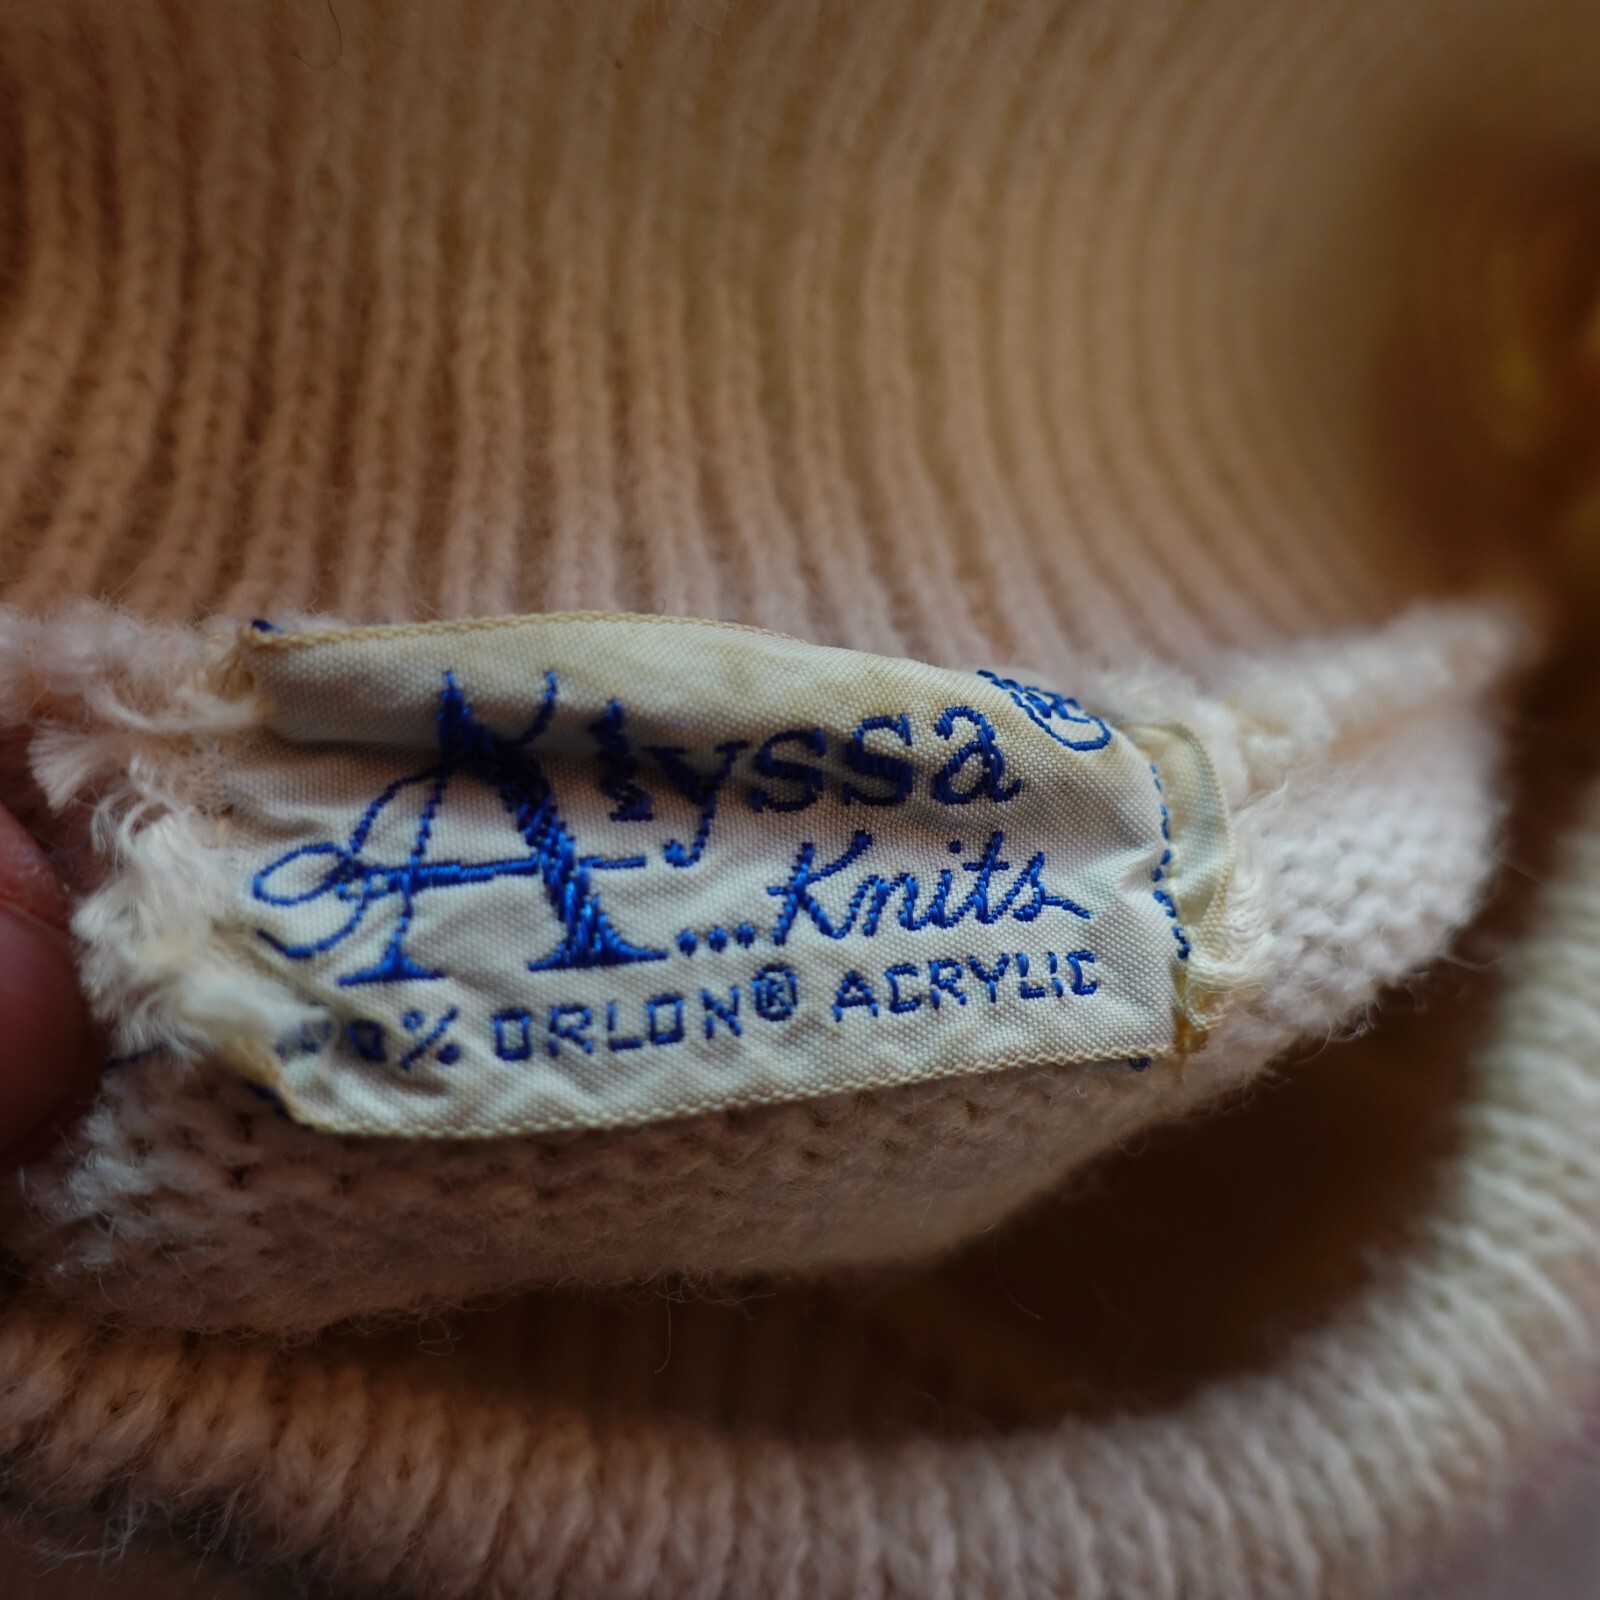 Alyssa ®
...Knits
% ORLON® ACRYLIC